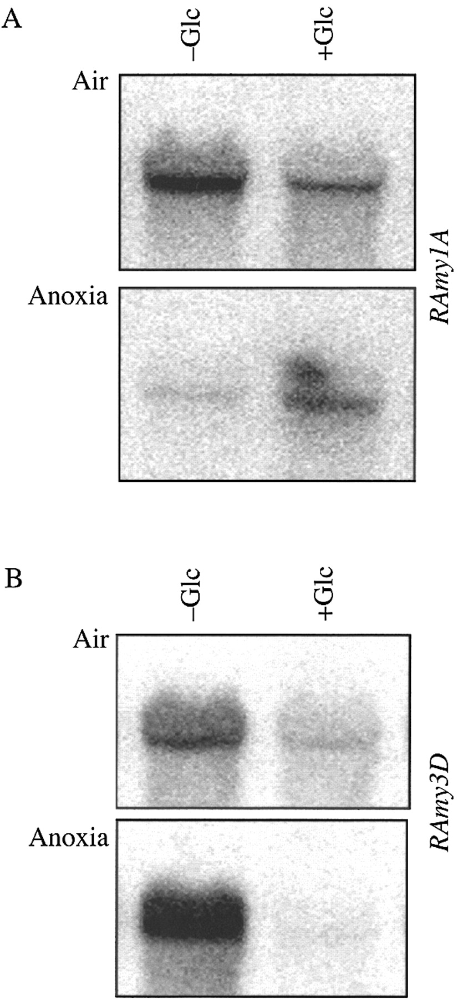 A
–Glc +Glc
Air
RAmy1A
Anoxia
B
–Glc +Glc
Air
RAmy3D
Anoxia